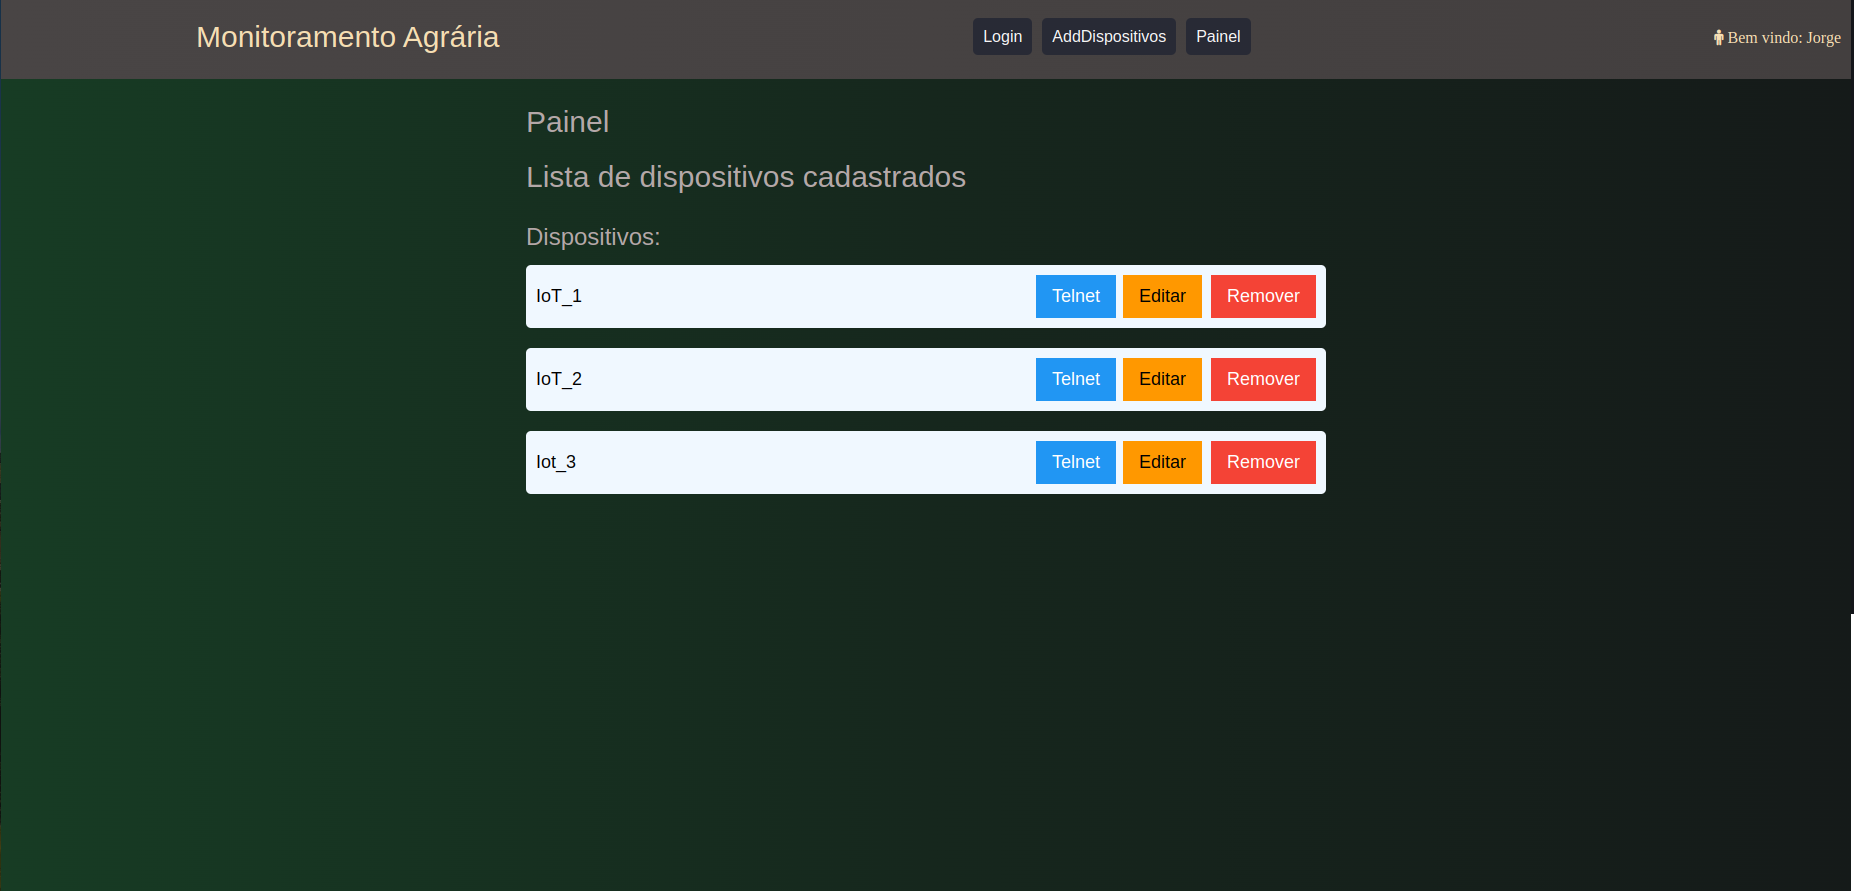 Monitoramento Agrária
Login AddDispositivos Painel
Bem vindo: Jorge
Painel
Lista de dispositivos cadastrados
Dispositivos:
IoT_1 Telnet Editar Remover
IoT_2 Telnet Editar Remover
Iot_3 Telnet Editar Remover